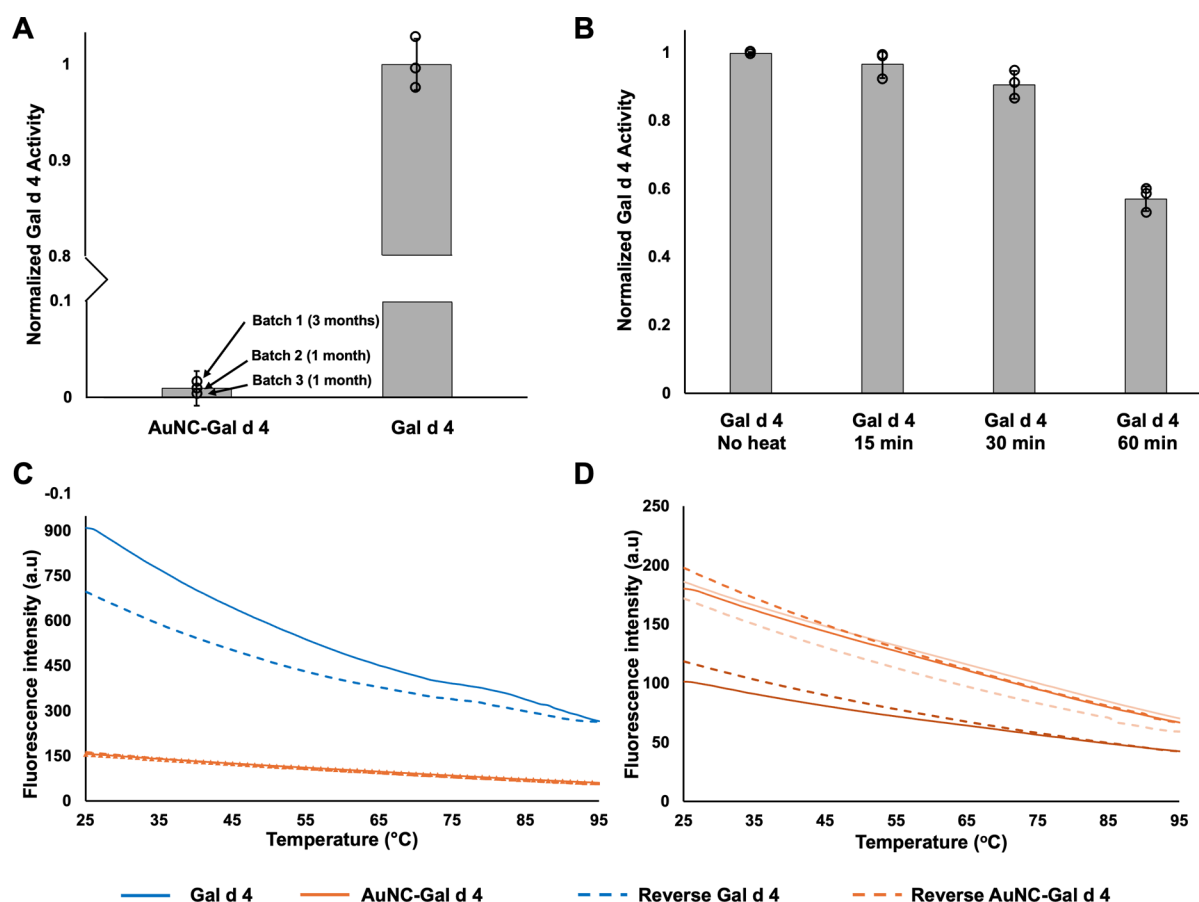 A
Normalized Gal d 4 Activity
1
0.9
0.8
0.1
0
Batch 1 (3 months)
Batch 2 (1 month)
Batch 3 (1 month)
AuNC-Gal d 4
Gal d 4
B
Normalized Gal d 4 Activity
1
0.8
0.6
0.4
0.2
0
Gal d 4
No heat
Gal d 4
15 min
Gal d 4
30 min
Gal d 4
60 min
C
-0.1
Fluorescence intensity (a.u)
900
750
600
450
300
150
0
25
35
45
55
65
75
85
95
Temperature (°C)
D
Fluorescence intensity (a.u)
250
200
150
100
50
0
25
35
45
55
65
75
85
95
Temperature (ºC)
Gal d 4
AuNC-Gal d 4
Reverse Gal d 4
Reverse AuNC-Gal d 4